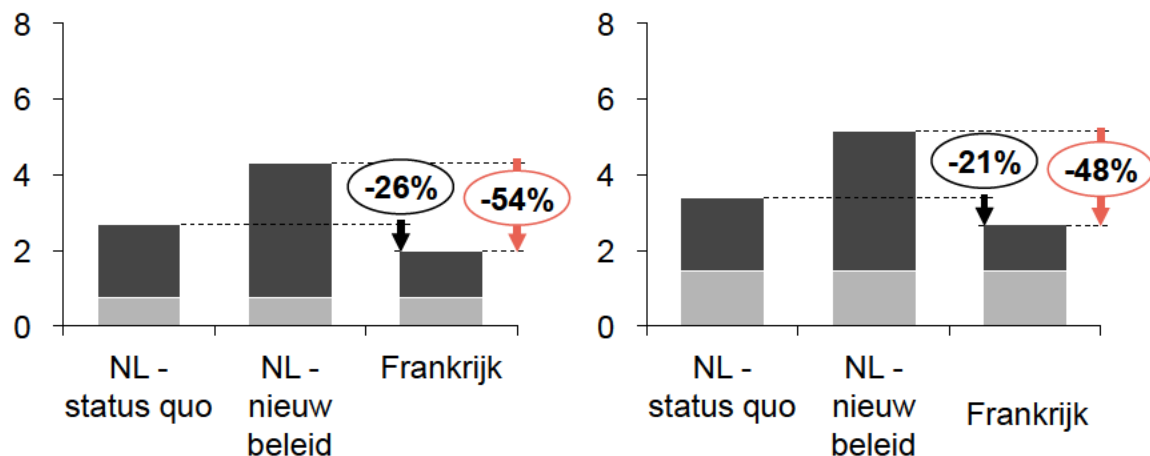 8
6
4
2
0
-26%
-54%
NL -
status quo
NL -
nieuw
beleid
Frankrijk
8
6
4
2
0
-21%
-48%
NL -
status quo
NL -
nieuw
beleid
Frankrijk